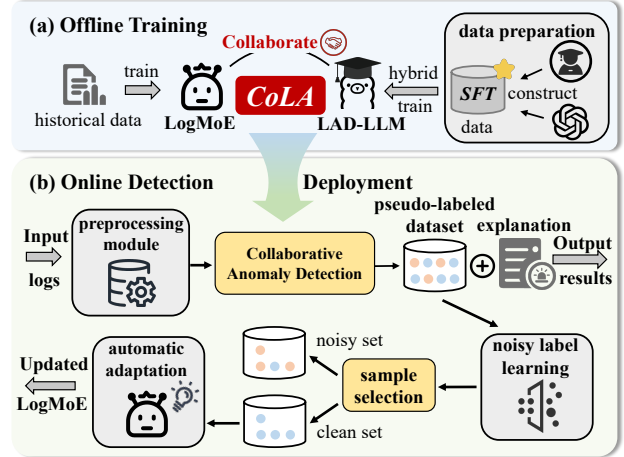 (a) Offline Training
Collaborate
data preparation
train
hybrid
train
SFT
construct
data
CoLA
historical data
LogMoE
LAD-LLM
(b) Online Detection
Deployment
Input
logs
preprocessing
module
Collaborative
Anomaly Detection
pseudo-labeled
dataset
explanation
Output
results
noisy label
learning
sample
selection
noisy set
clean set
automatic
adaptation
Updated
LogMoE